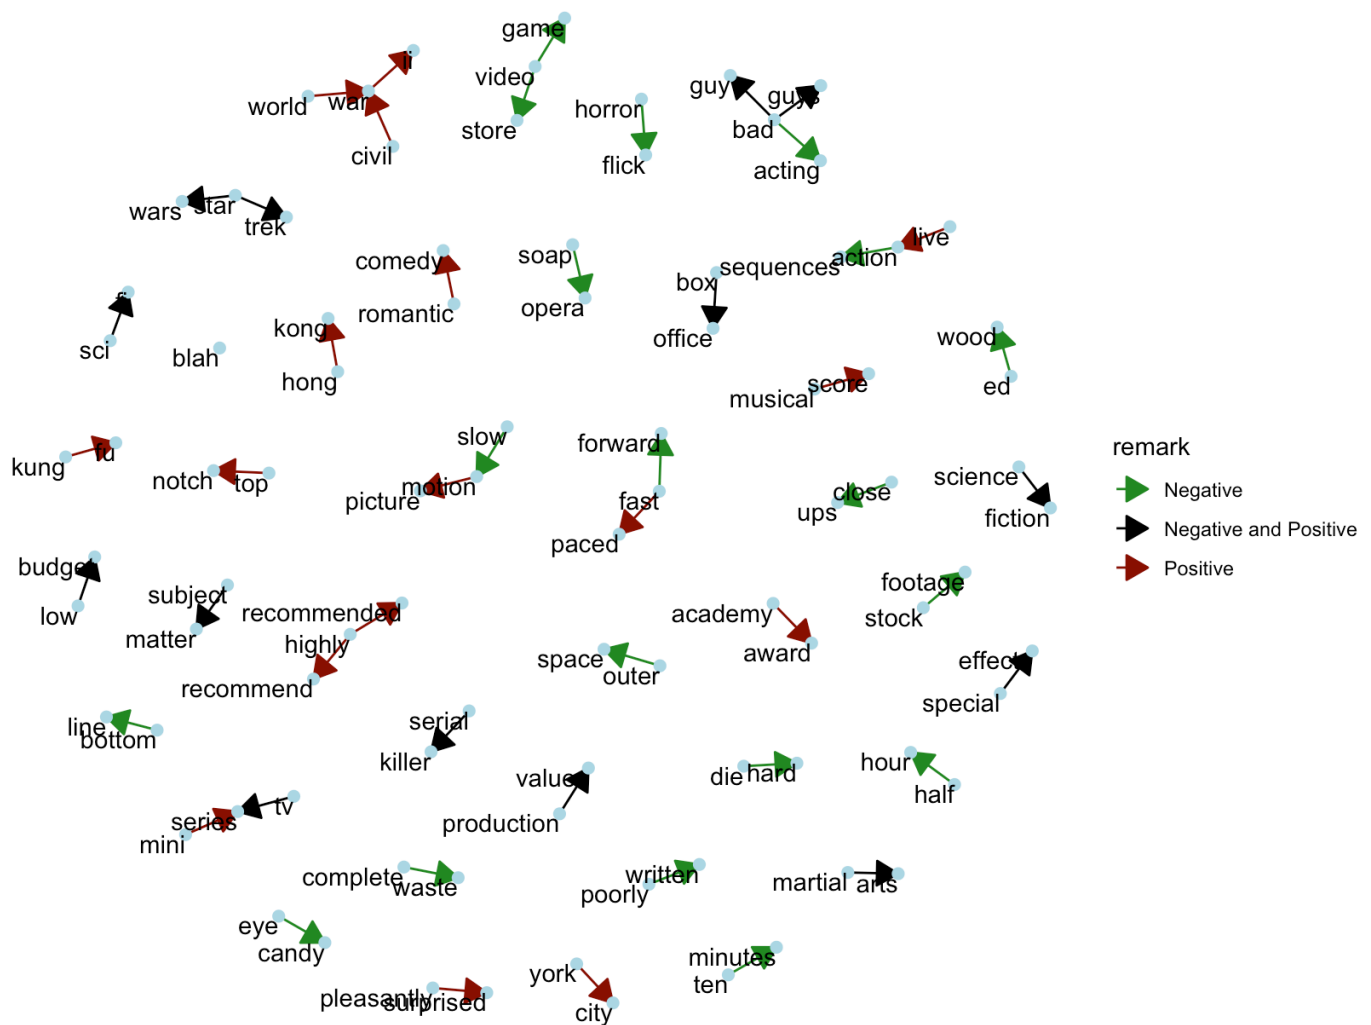 game
ii
video
world
war
store
civil
horror
flick
guy
guys
bad
acting
wars
star
trek
comedy
romantic
soap
opera
box
sequences
action
live
office
fi
sci
blah
kong
hong
wood
ed
musical
score
kung
fu
notch
top
slow
picture
motion
forward
fast
paced
close
ups
science
fiction
remark
Negative
Negative and Positive
Positive
budget
low
subject
matter
recommended
highly
recommend
space
outer
academy
award
footage
stock
effects
special
line
bottom
serial
killer
value
production
die
hard
hour
half
series
tv
mini
complete
waste
poorly
written
martial
arts
eye
candy
minutes
ten
pleasantly
surprised
york
city